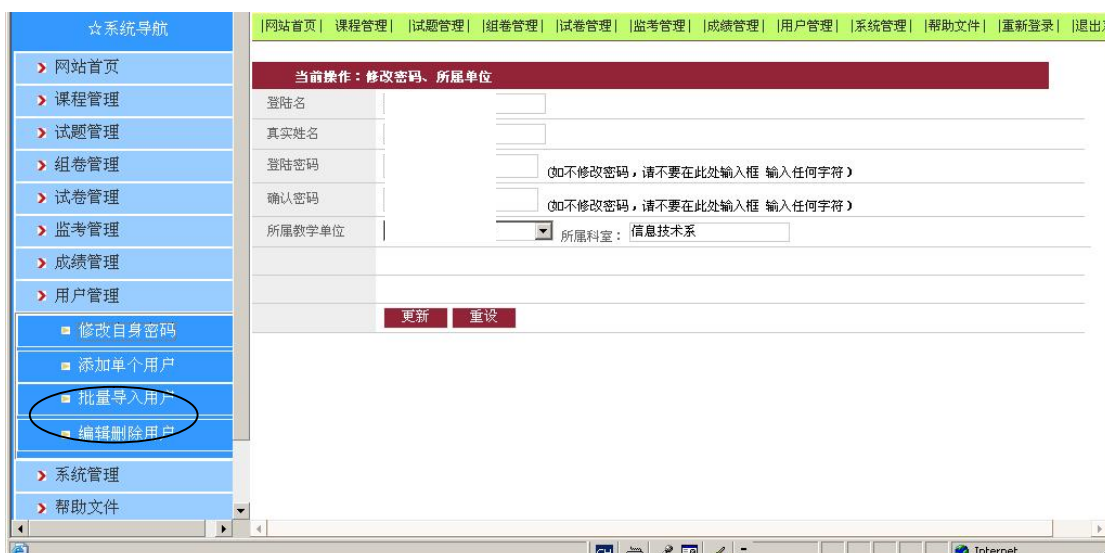 ☆系统导航
|网站首页| 课程管理| |试题管理| |组卷管理| |试卷管理| |监考管理| |成绩管理| |用户管理| |系统管理| |帮助文件| |重新登录| |退出
网站首页
课程管理
试题管理
组卷管理
试卷管理
监考管理
成绩管理
用户管理
修改自身密码
添加单个用户
批量导入用户
编辑删除用户
系统管理
帮助文件
当前操作：修改密码、所属单位
登陆名
真实姓名
登陆密码 (如不修改密码，请不要在此处输入框 输入任何字符)
确认密码 (如不修改密码，请不要在此处输入框 输入任何字符)
所属教学单位 所属科室： 信息技术系
更新 重设
CH Internet